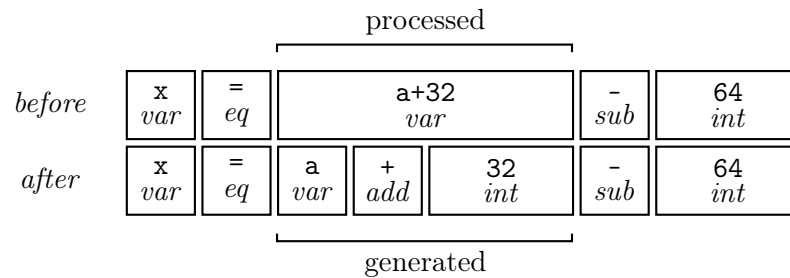 processed
before x = a+32 - 64
var eq var sub int
after x = a + 32 - 64
var eq var add int sub int
generated